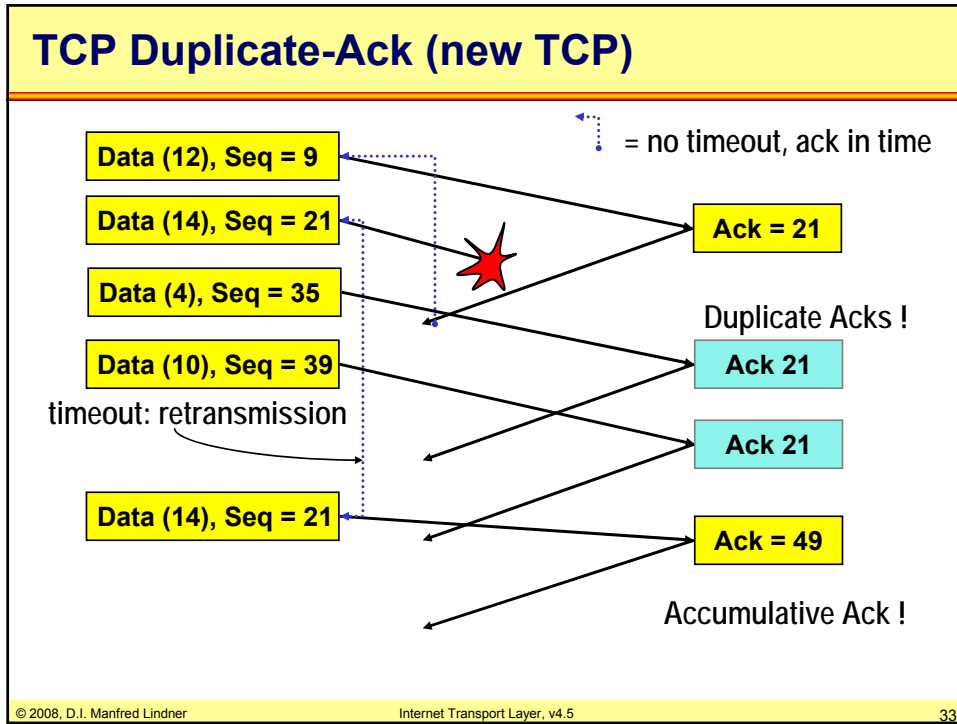 TCP Duplicate-Ack (new TCP)
= no timeout, ack in time
Data (12), Seq = 9
Data (14), Seq = 21
Ack = 21
Data (4), Seq = 35
Duplicate Acks !
Data (10), Seq = 39
Ack 21
timeout: retransmission
Ack 21
Data (14), Seq = 21
Ack = 49
Accumulative Ack !
© 2008, D.I. Manfred Lindner
Internet Transport Layer, v4.5
33